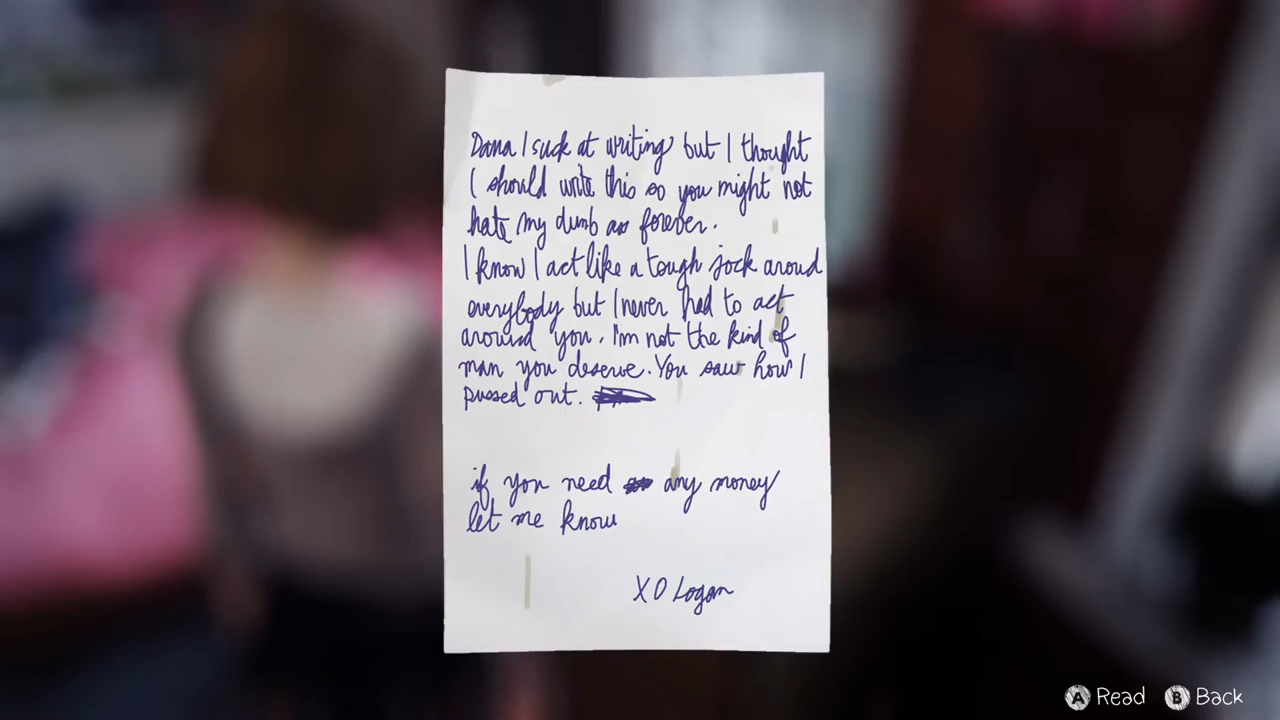 Dana I suck at writing but I thought
I should write this so you might not
hate my dumb ass forever.
I know I act like a tough jock aroud
everybody but I never had to act
around you. I'm not the kind of
man you deserve. You saw how I
pussed out.
if you need any money
let me know
XO Logan
A Read B Back